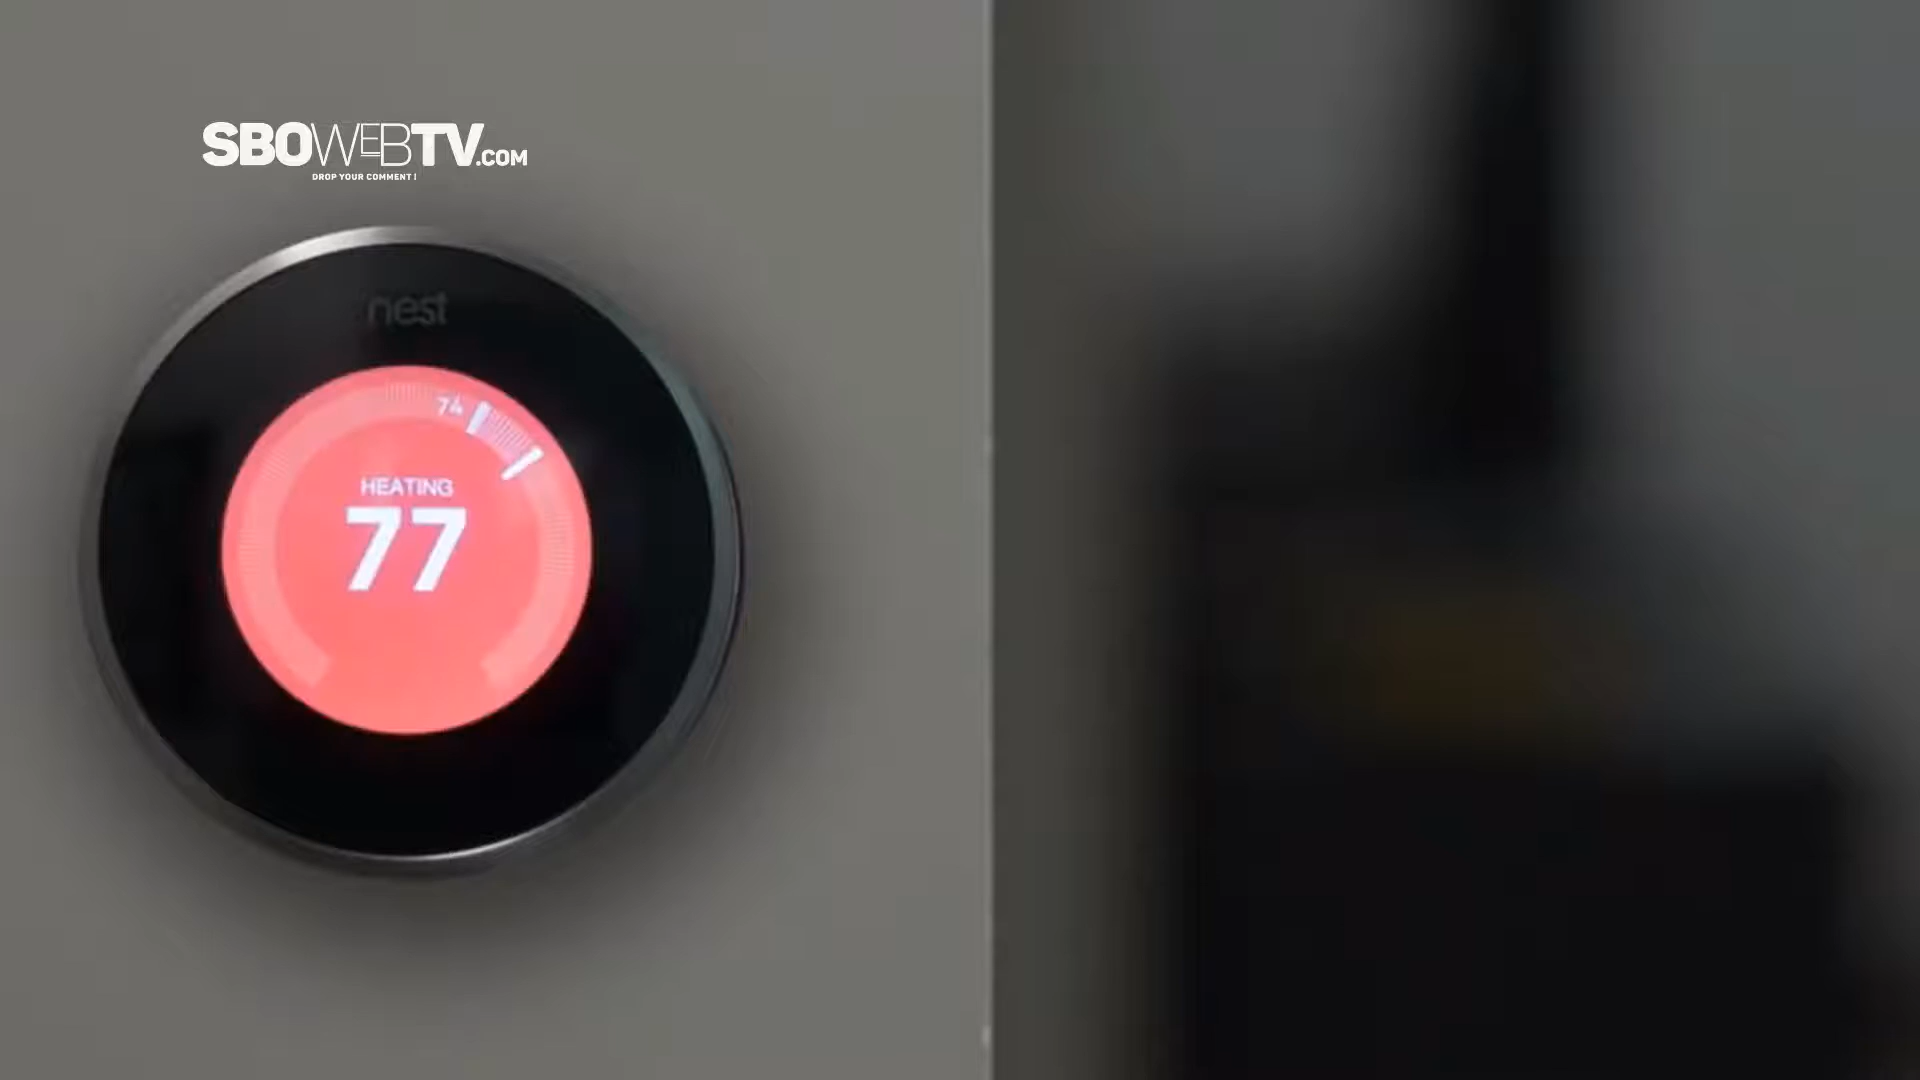 SBOWEBTV.COM
DROP YOUR COMMENT !
nest
74
HEATING
77